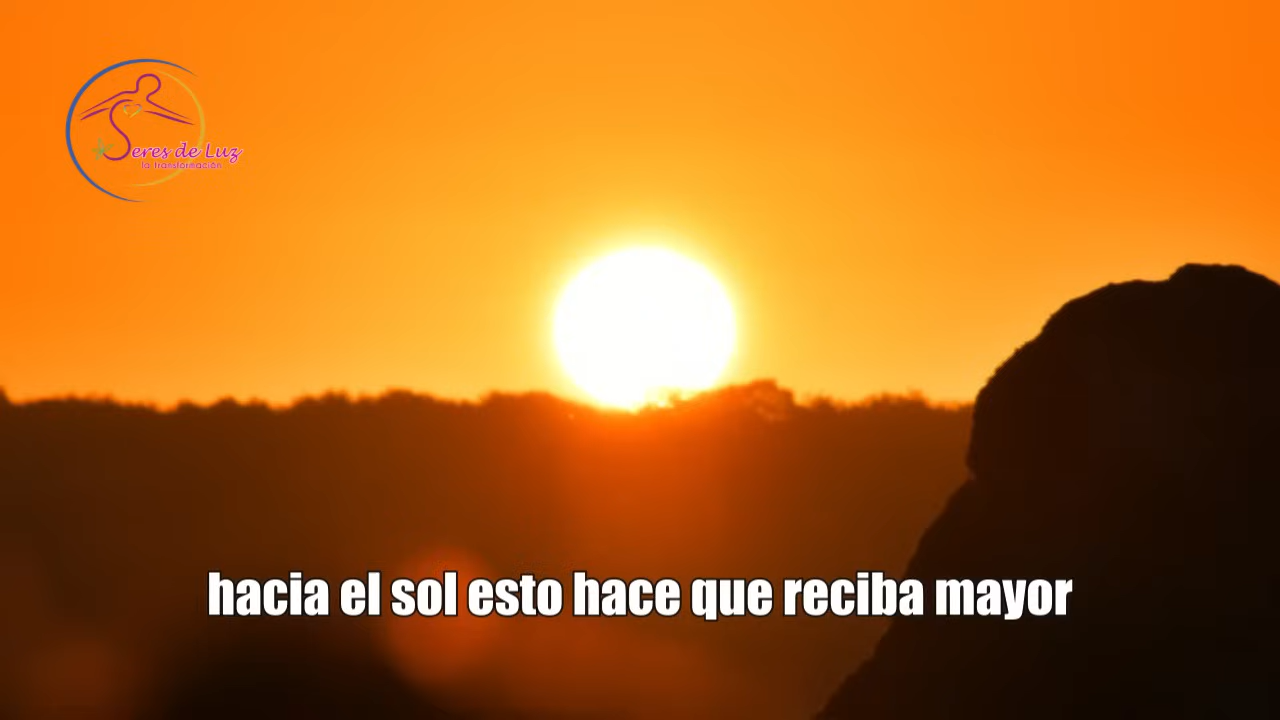 Seres de Luz
la transformación
hacia el sol esto hace que reciba mayor